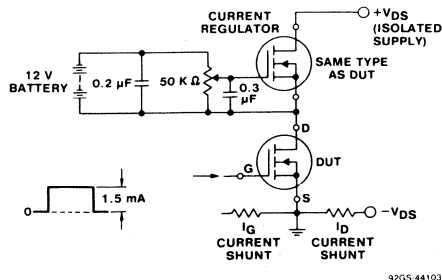 CURRENT
REGULATOR
+VDS
(ISOLATED
SUPPLY)
SAME TYPE
AS DUT
12 V
BATTERY
0.2 µF
50 K Ω
0.3
µF
D
DUT
G
S
0
1.5 mA
-VDS
IG
CURRENT
SHUNT
ID
CURRENT
SHUNT
92GS-44103